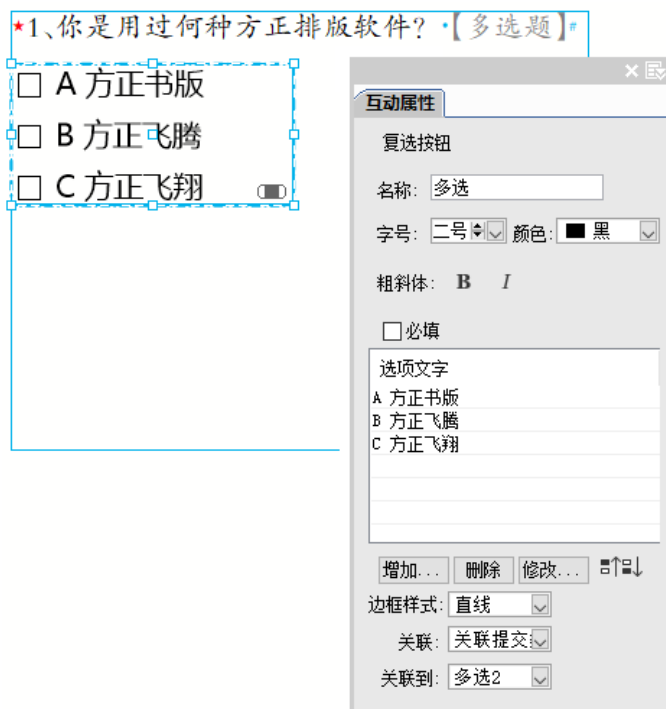 *1、你是用过何种方正排版软件？·【多选题】#
A 方正书版
B 方正飞腾
C 方正飞翔
互动属性
复选按钮
名称: 多选
字号: 二号 颜色: 黑
粗斜体: B I
必填
选项文字
A 方正书版
B 方正飞腾
C 方正飞翔
增加... 删除 修改...
边框样式: 直线
关联: 关联提交
关联到: 多选2